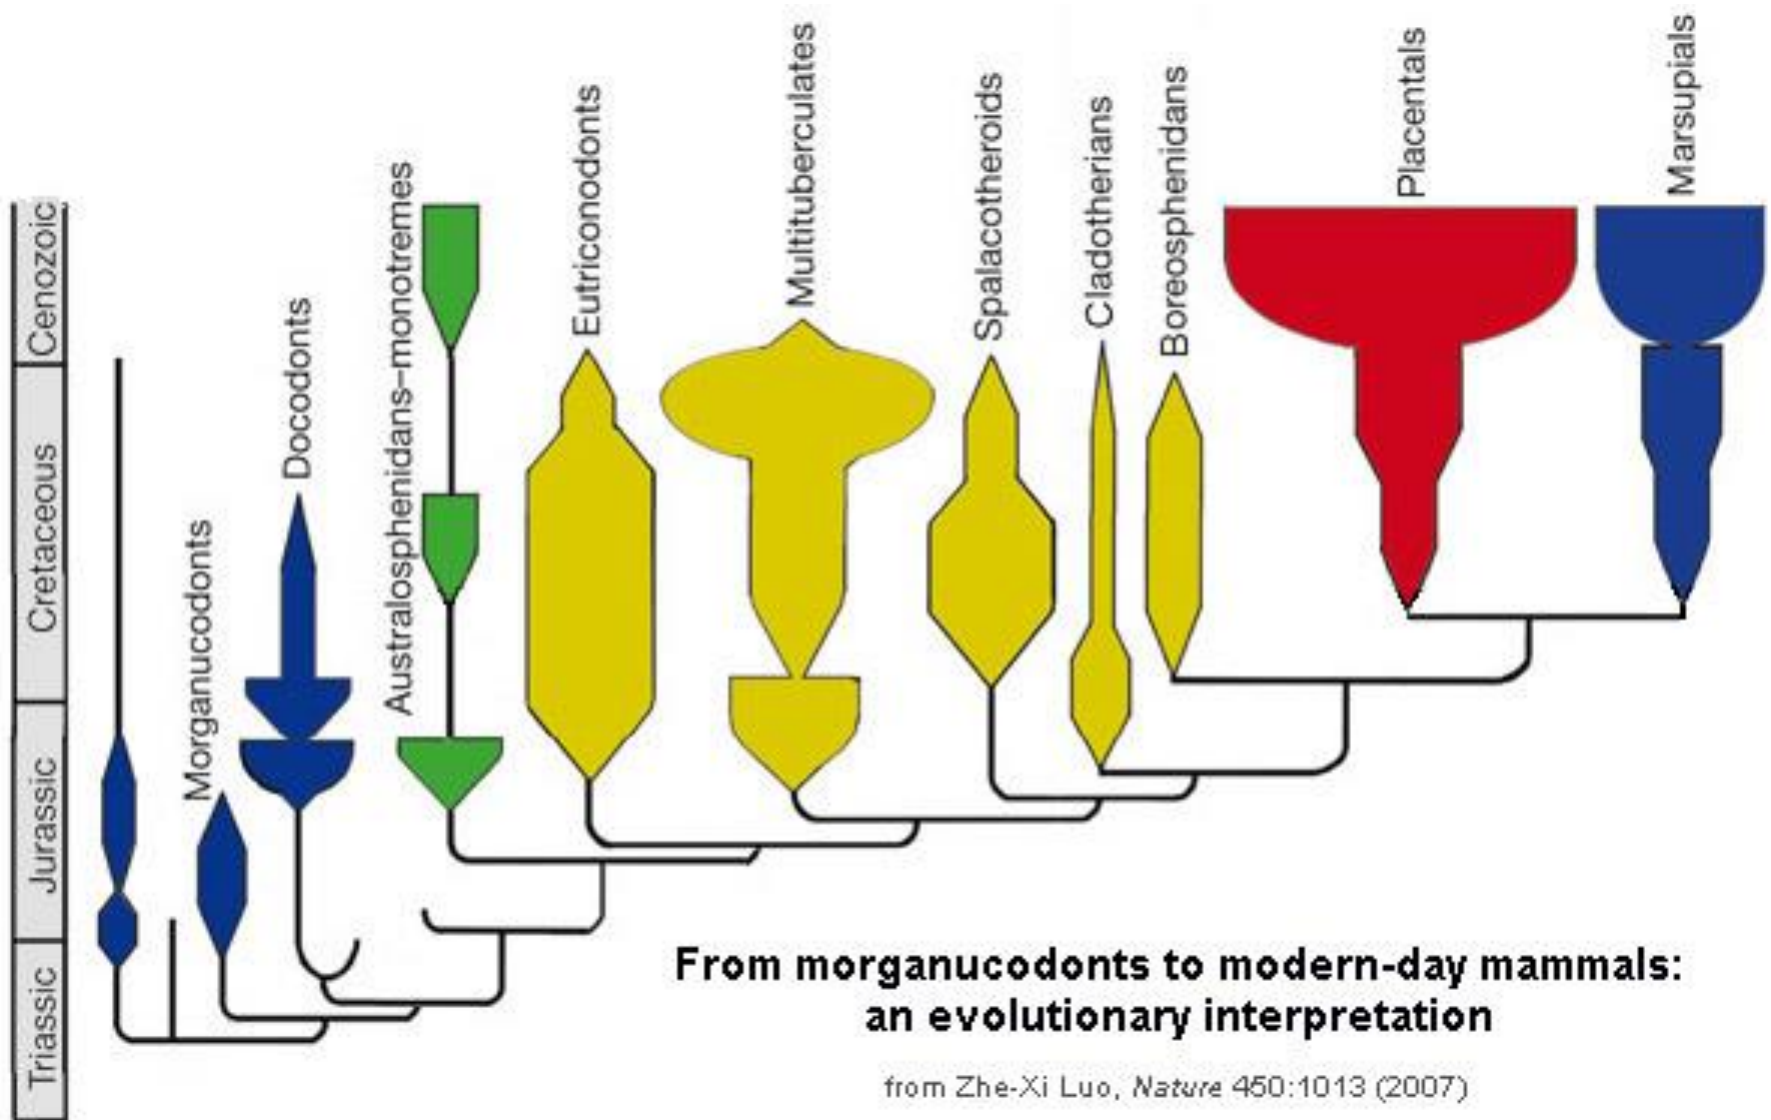 Cenozoic
Cretaceous
Jurassic
Triassic
Morganucodonts
Docodonts
Australosphenidans–monotremes
Eutriconodonts
Multituberculates
Spalacotheroids
Cladotherians
Boreosphenidans
Placentals
Marsupials
From morganucodonts to modern-day mammals:
an evolutionary interpretation
from Zhe-Xi Luo, Nature 450:1013 (2007)